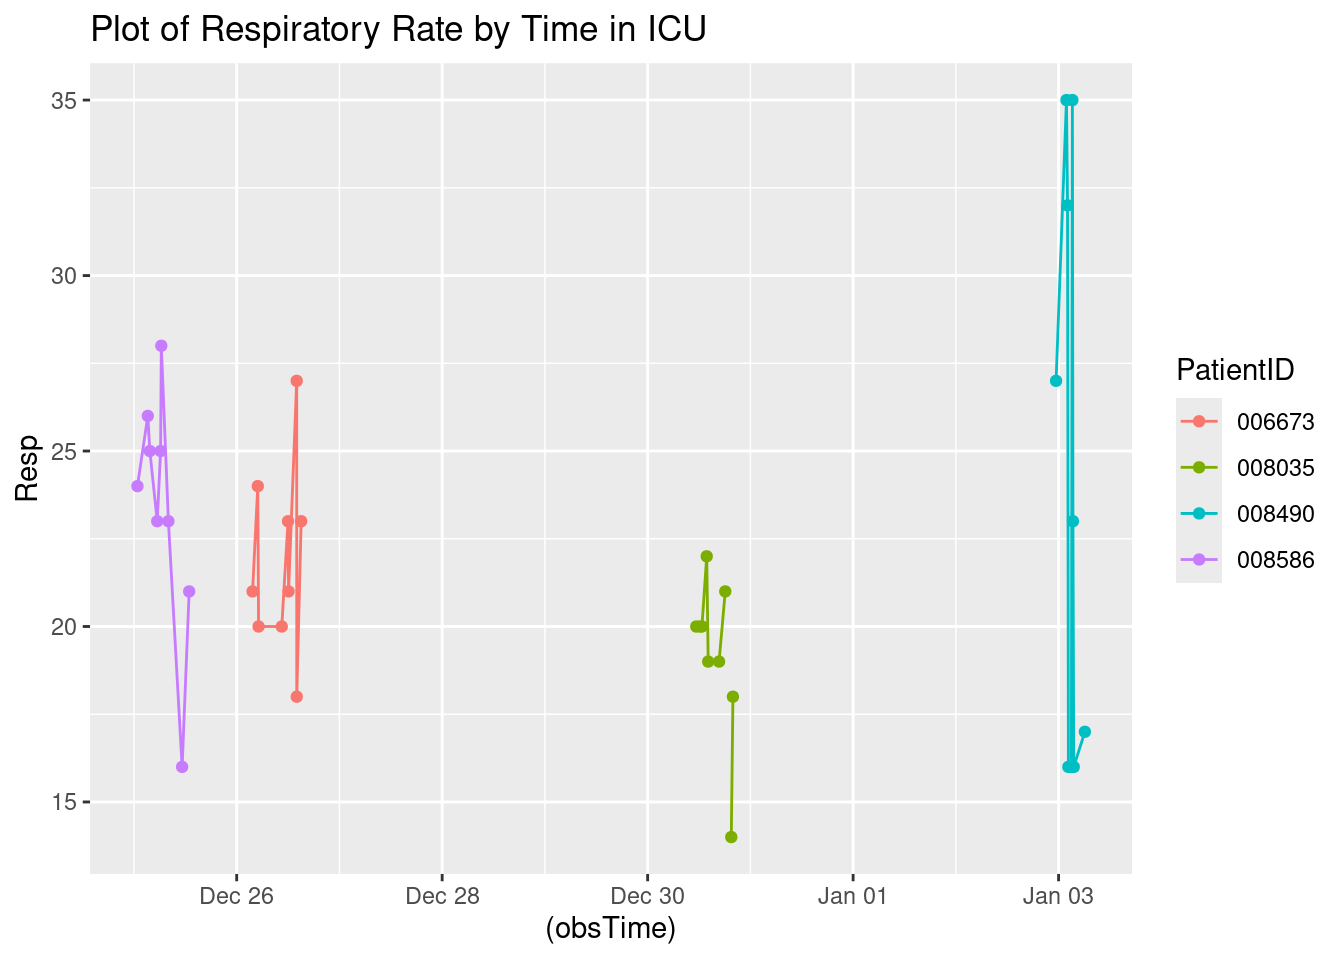 Plot of Respiratory Rate by Time in ICU
35
30
25
20
15
Resp
Dec 26
Dec 28
Dec 30
Jan 01
Jan 03
(obsTime)
PatientID
006673
008035
008490
008586